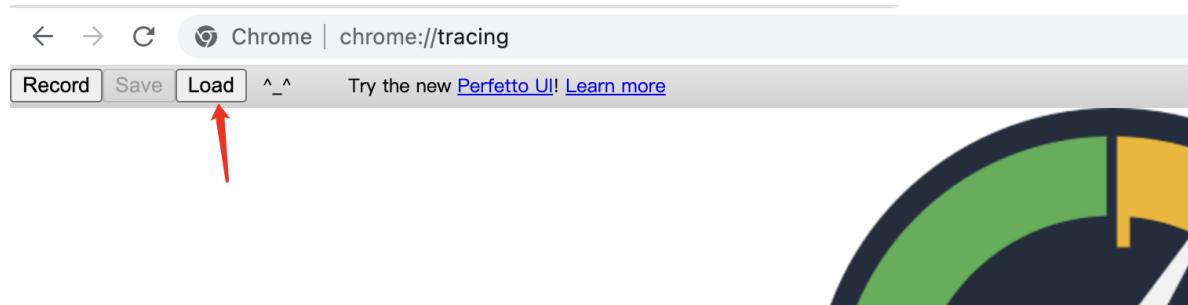 Chrome | chrome://tracing
Record Save Load ^_^ Try the new Perfetto UI! Learn more